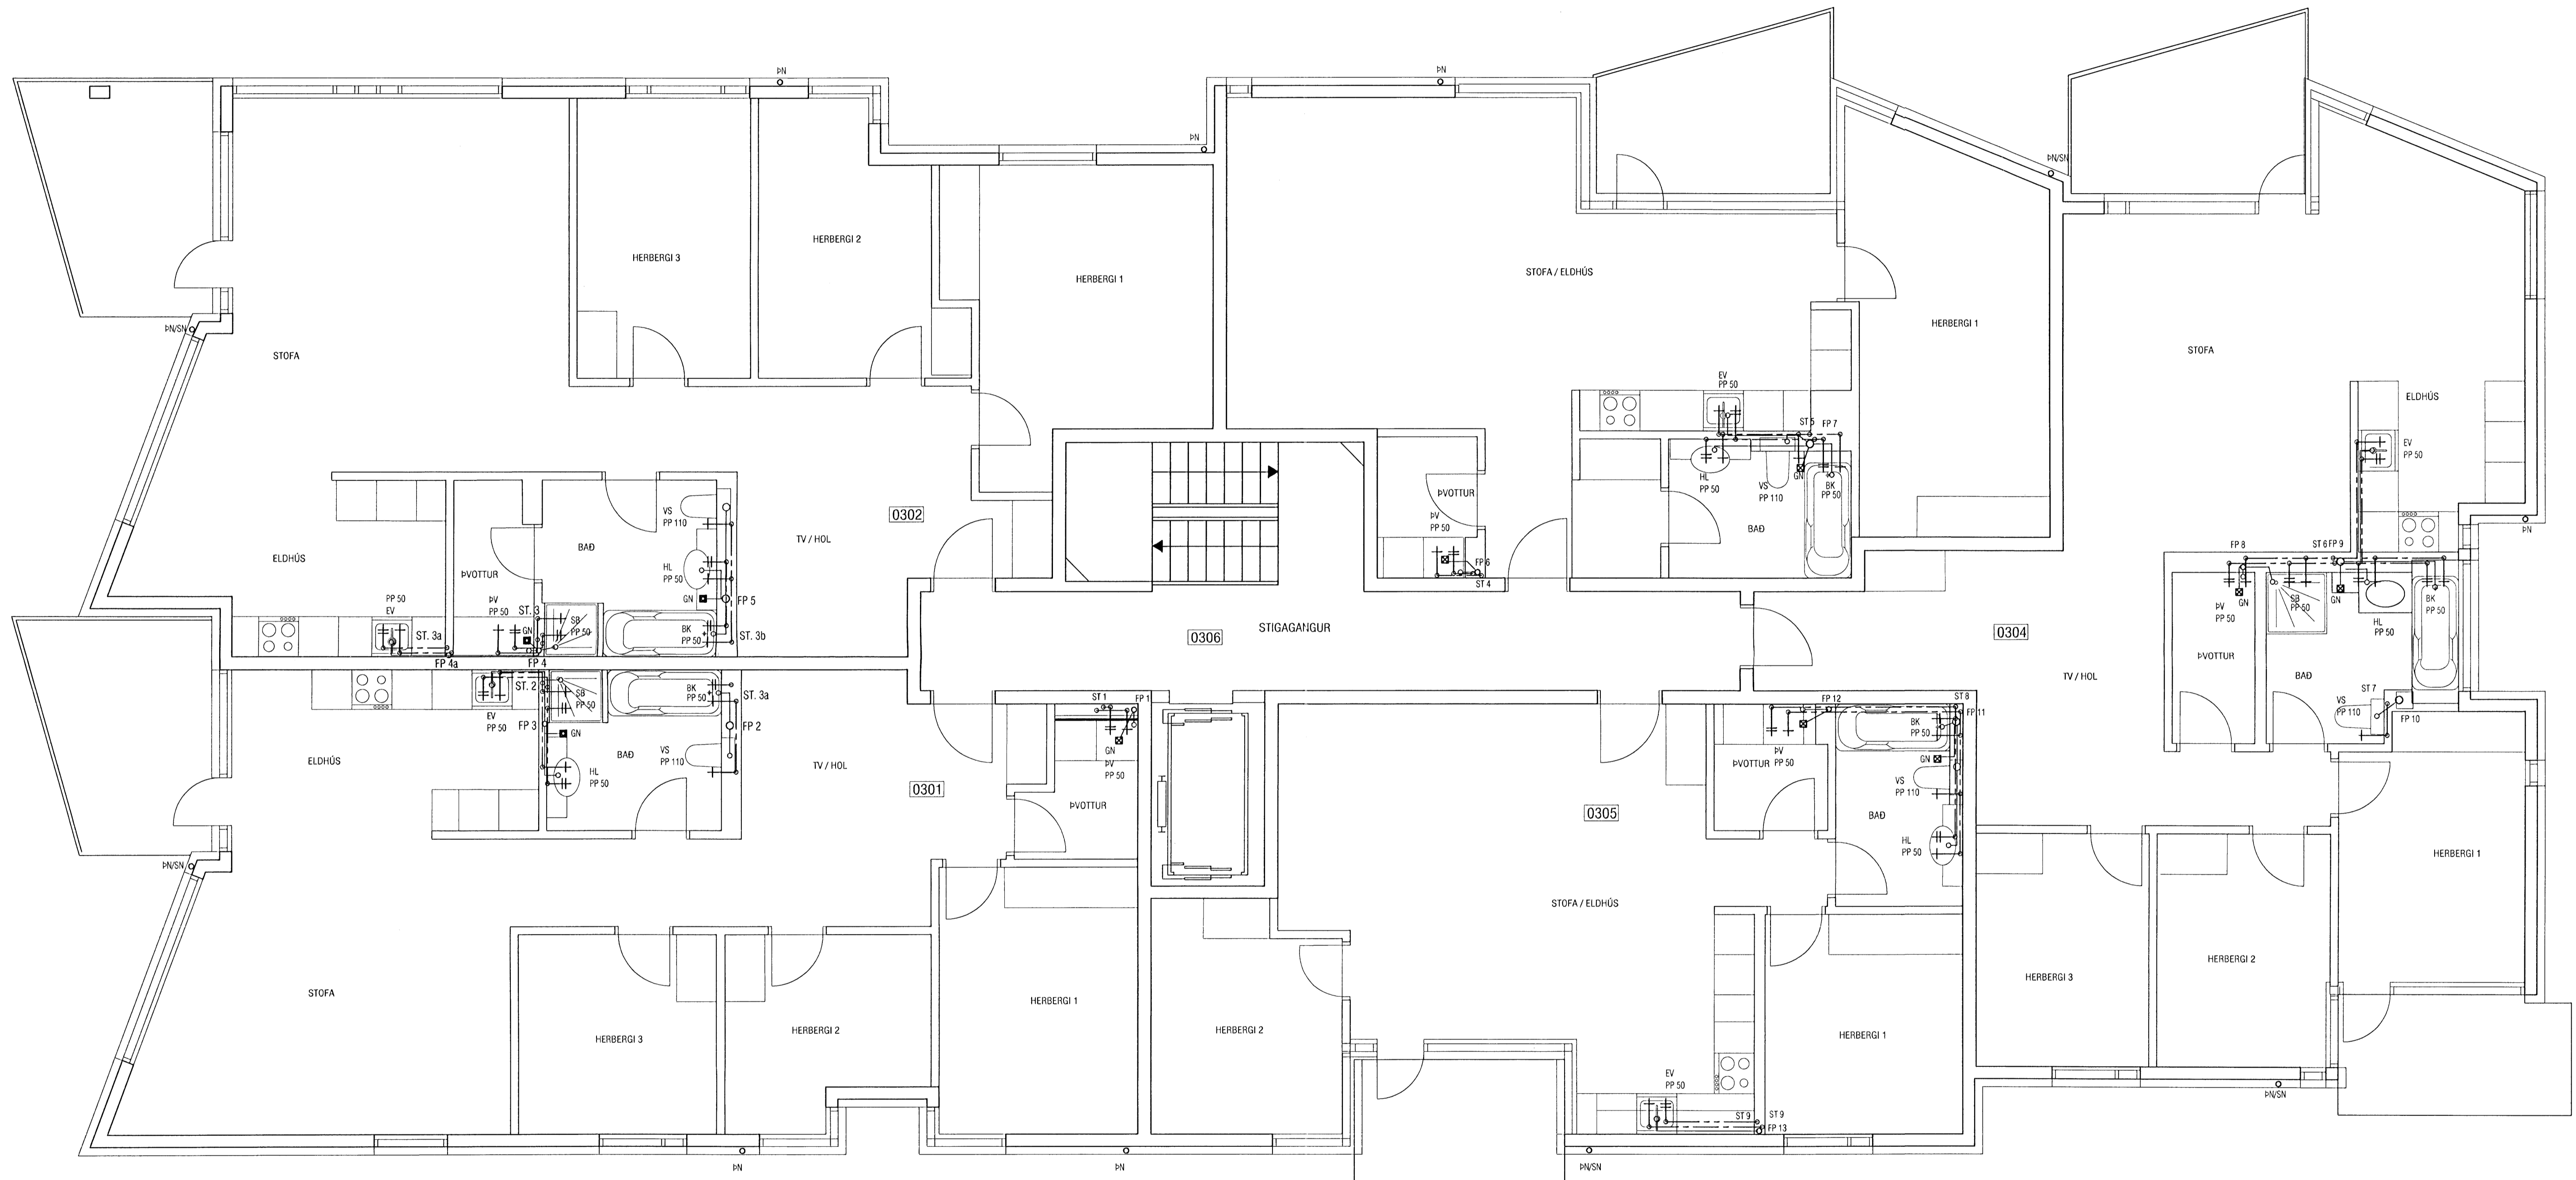 ÞN
ÞN
ÞN
ÞN/SN
HERBERGI 2
HERBERGI 3
HERBERGI 1
STOFA / ELDHÚS
HERBERGI 1
ÞN/SN
STOFA
STOFA
EV
PP 50
ELDHÚS
ST 5
FP 7
EV
PP 50
HL
PP 50
VS
PP 110
GN
BK
PP 50
ÞVOTTUR
ÞV
PP 50
BAÐ
ÞN
FP 6
ST 4
VS
PP 110
0302
TV / HOL
BAÐ
ELDHÚS
ÞVOTTUR
HL
PP 50
GN
FP 5
PP 50
EV
ÞV
PP 50
ST. 3
ST. 3a
GN
SB
PP 50
BK
PP 50
ST. 3b
FP 4a
FP 4
FP 8
ST 6
FP 9
ÞV
PP 50
GN
SB
PP 50
GN
HL
PP 50
BK
PP 50
0306
STIGAGANGUR
0304
ÞVOTTUR
TV / HOL
BAÐ
ST 7
VS
PP 110
FP 10
ST. 2
SB
PP 50
BK
PP 50
ST. 3a
EV
PP 50
FP 3
GN
FP 2
ST 1
FP 1
GN
ÞV
PP 50
FP 12
ST 8
FP 11
BK
PP 50
GN
ÞV
PP 50
ÞVOTTUR
VS
PP 110
ELDHÚS
BAÐ
VS
PP 110
TV / HOL
HL
PP 50
0301
ÞVOTTUR
0305
BAÐ
HL
PP 50
ÞN/SN
HERBERGI 1
STOFA / ELDHÚS
STOFA
HERBERGI 1
HERBERGI 2
HERBERGI 3
HERBERGI 3
HERBERGI 2
HERBERGI 2
HERBERGI 1
EV
PP 50
ST 9
ST 9
FP 13
ÞN/SN
ÞN
ÞN
ÞN/SN